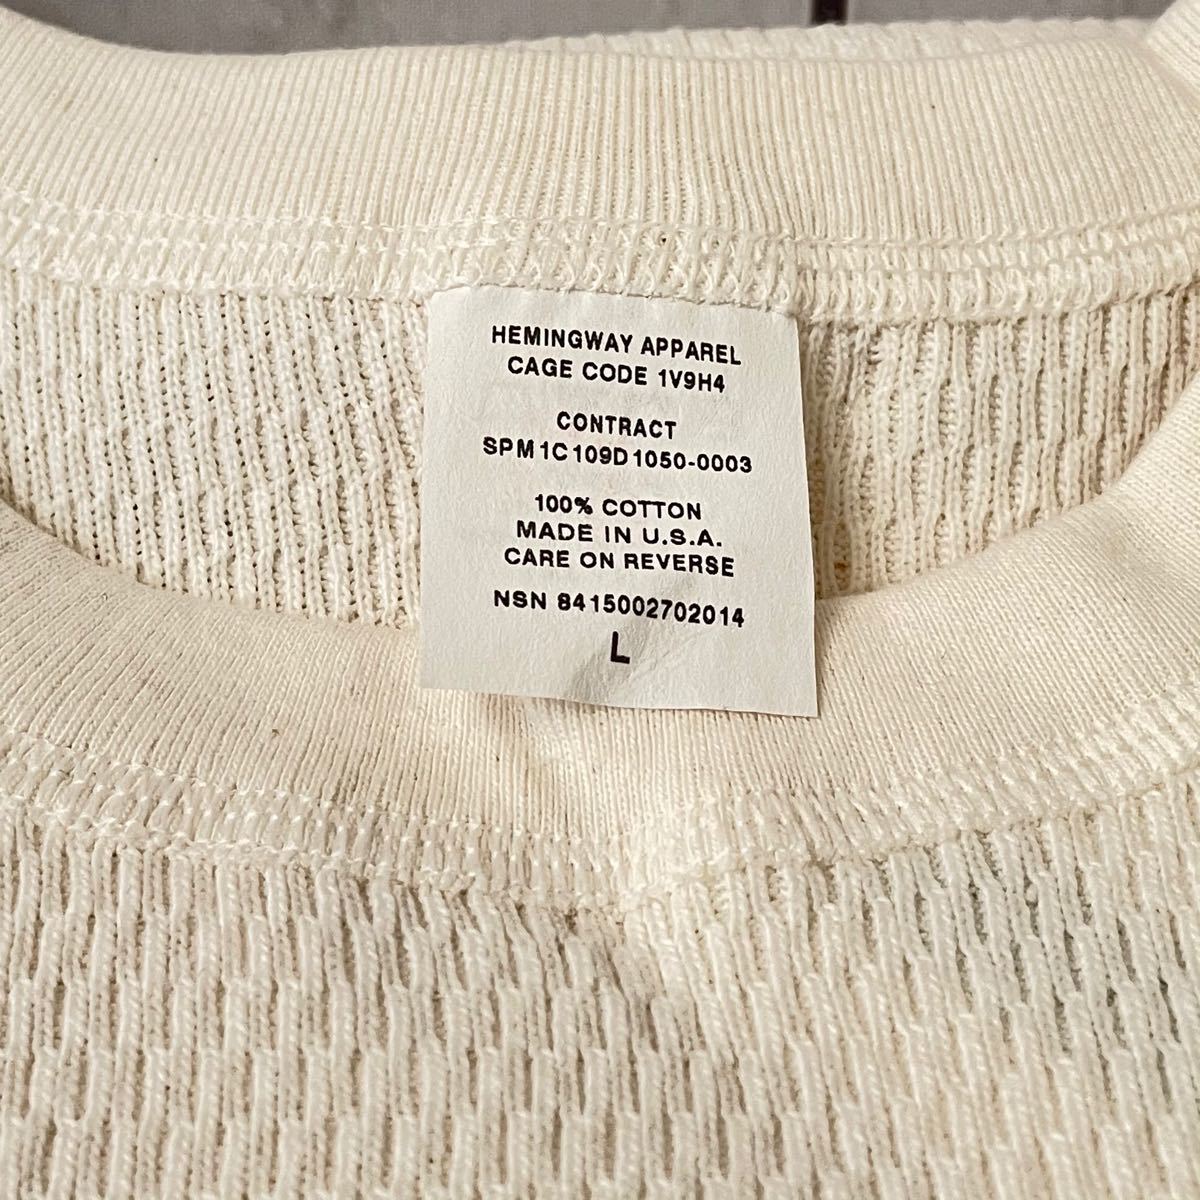 HEMINGWAY APPAREL
CAGE CODE 1V9H4
CONTRACT
SPM1C109D1050-0003
100% COTTON
MADE IN U.S.A.
CARE ON REVERSE
NSN 8415002702014
L